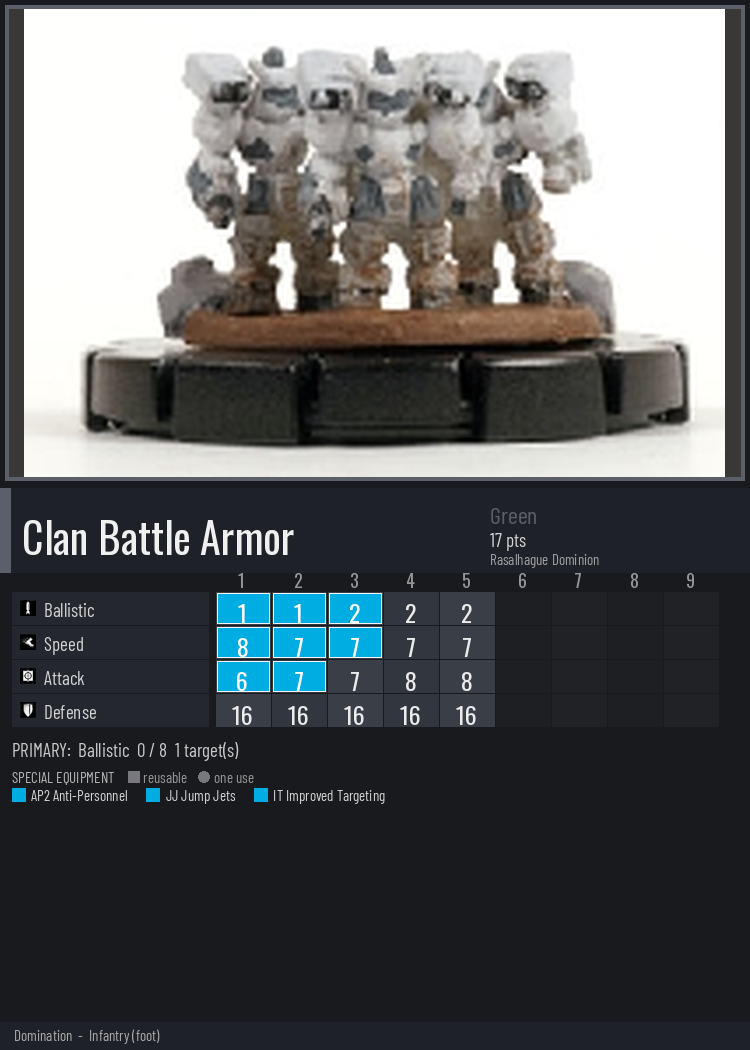 Clan Battle Armor
Green
17 pts
Rasalhague Dominion
1 2 3 4 5 6 7 8 9
Ballistic 1 1 2 2 2
Speed 8 7 7 7 7
Attack 6 7 7 8 8
Defense 16 16 16 16 16
PRIMARY: Ballistic 0 / 8 1 target(s)
SPECIAL EQUIPMENT reusable one use
AP2 Anti-Personnel JJ Jump Jets IT Improved Targeting
Domination - Infantry (foot)